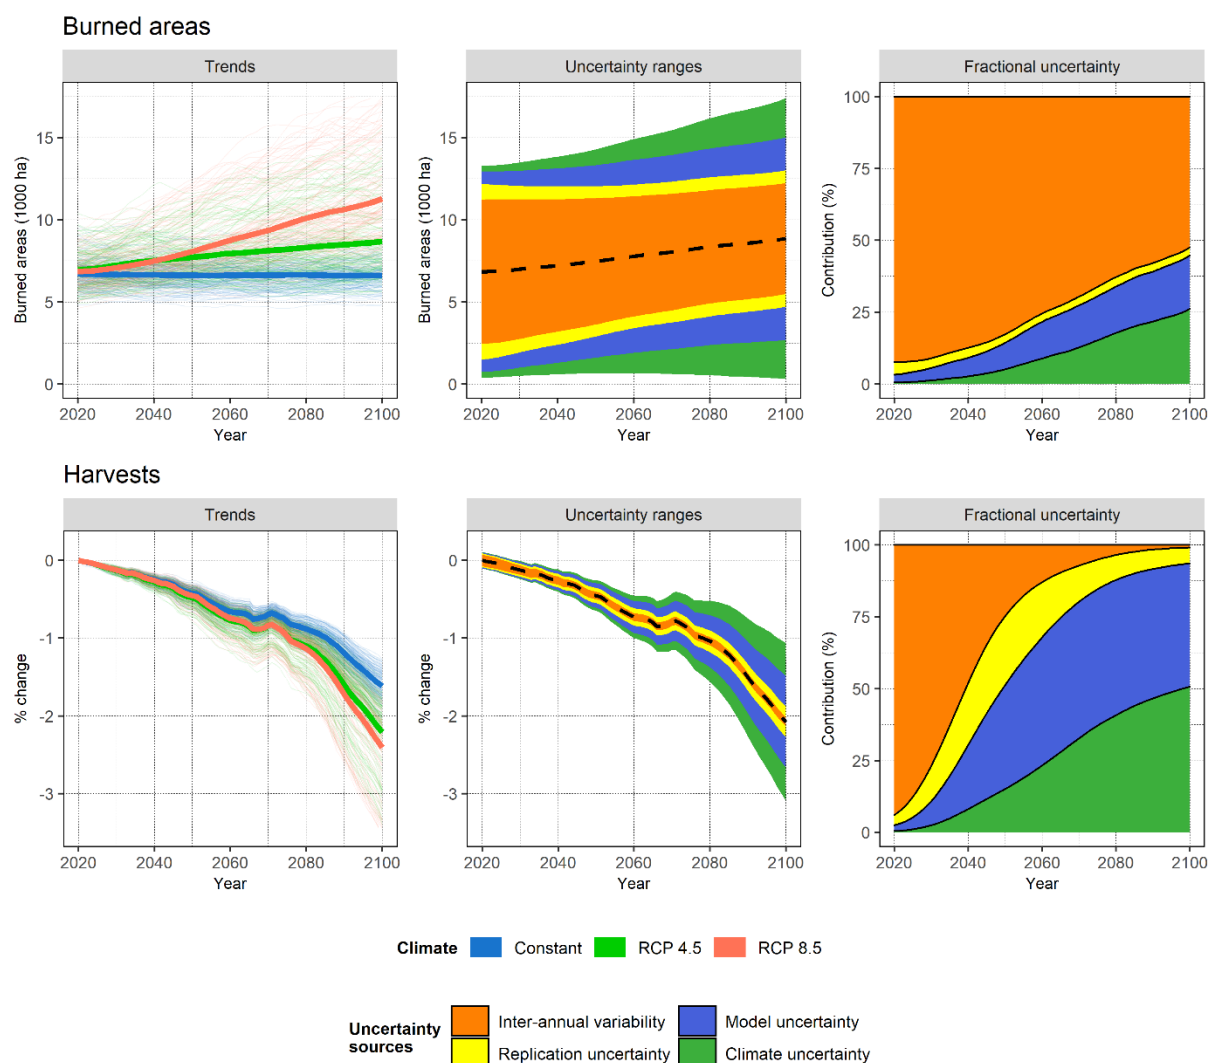 Burned areas
Trends
Uncertainty ranges
Fractional uncertainty
Burned areas (1000 ha)
15
10
5
0
2020 2040 2060 2080 2100
Year
Burned areas (1000 ha)
15
10
5
0
2020 2040 2060 2080 2100
Year
Contribution (%)
100
75
50
25
0
2020 2040 2060 2080 2100
Year
Harvests
Trends
Uncertainty ranges
Fractional uncertainty
% change
0
-1
-2
-3
2020 2040 2060 2080 2100
Year
% change
0
-1
-2
-3
2020 2040 2060 2080 2100
Year
Contribution (%)
100
75
50
25
0
2020 2040 2060 2080 2100
Year
Climate Constant RCP 4.5 RCP 8.5
Uncertainty
sources
Inter-annual variability
Model uncertainty
Replication uncertainty
Climate uncertainty